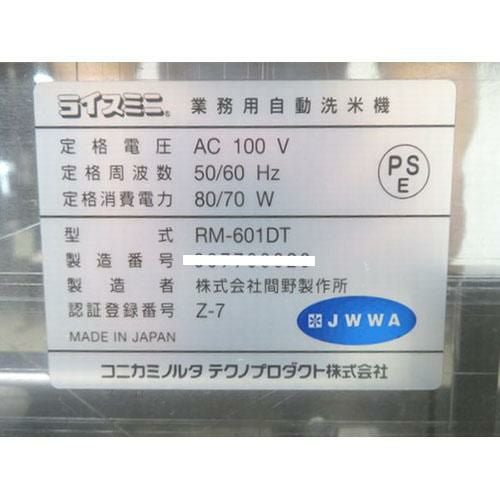 ライスミニ® 業務用自動洗米機
定格電圧 AC 100 V
定格周波数 50/60 Hz
定格消費電力 80/70 W
PS
E
型式 RM-601DT
製造番号
製造者 株式会社間野製作所
認証登録番号 Z-7
JWWA
MADE IN JAPAN
コニカミノルタ テクノプロダクト株式会社